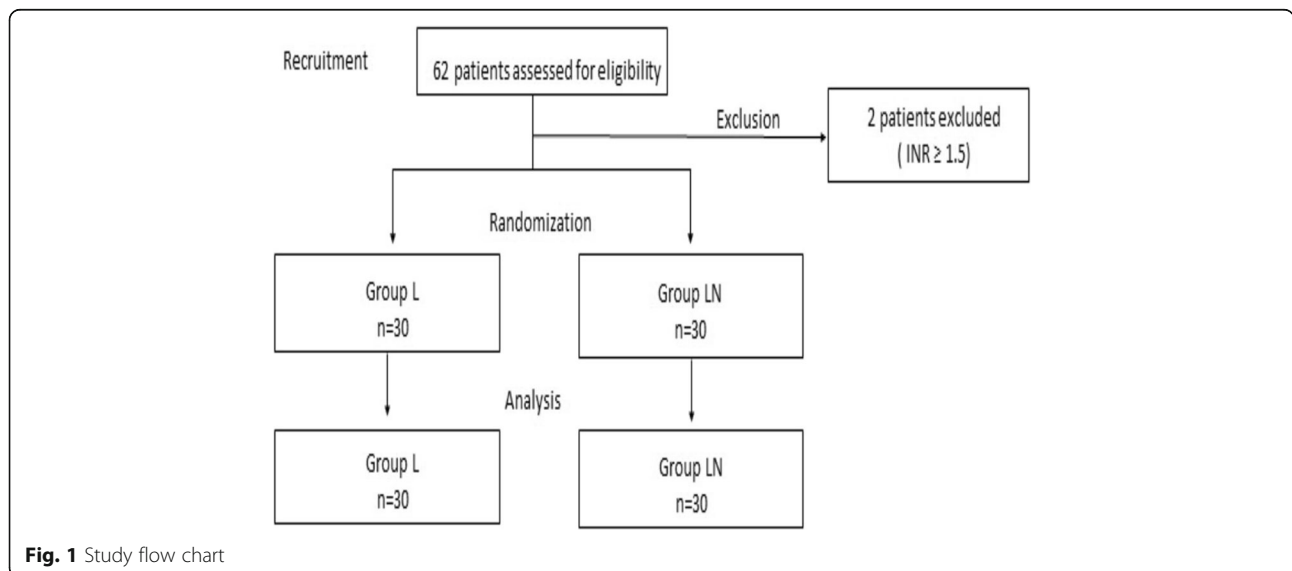 Recruitment
62 patients assessed for eligibility
Exclusion
2 patients excluded
( INR ≥ 1.5)
Randomization
Group L
n=30
Group LN
n=30
Analysis
Group L
n=30
Group LN
n=30
Fig. 1 Study flow chart